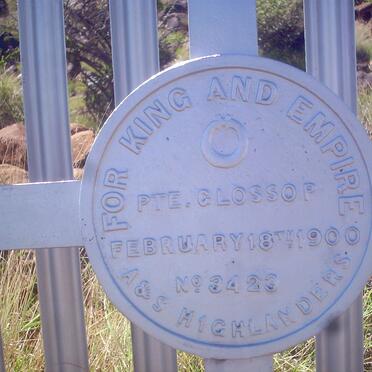 FOR KING AND EMPIRE
PTE. GLOSSOP
FEBRUARY 18TH 1900
No 3423
A&S HIGHLANDERS